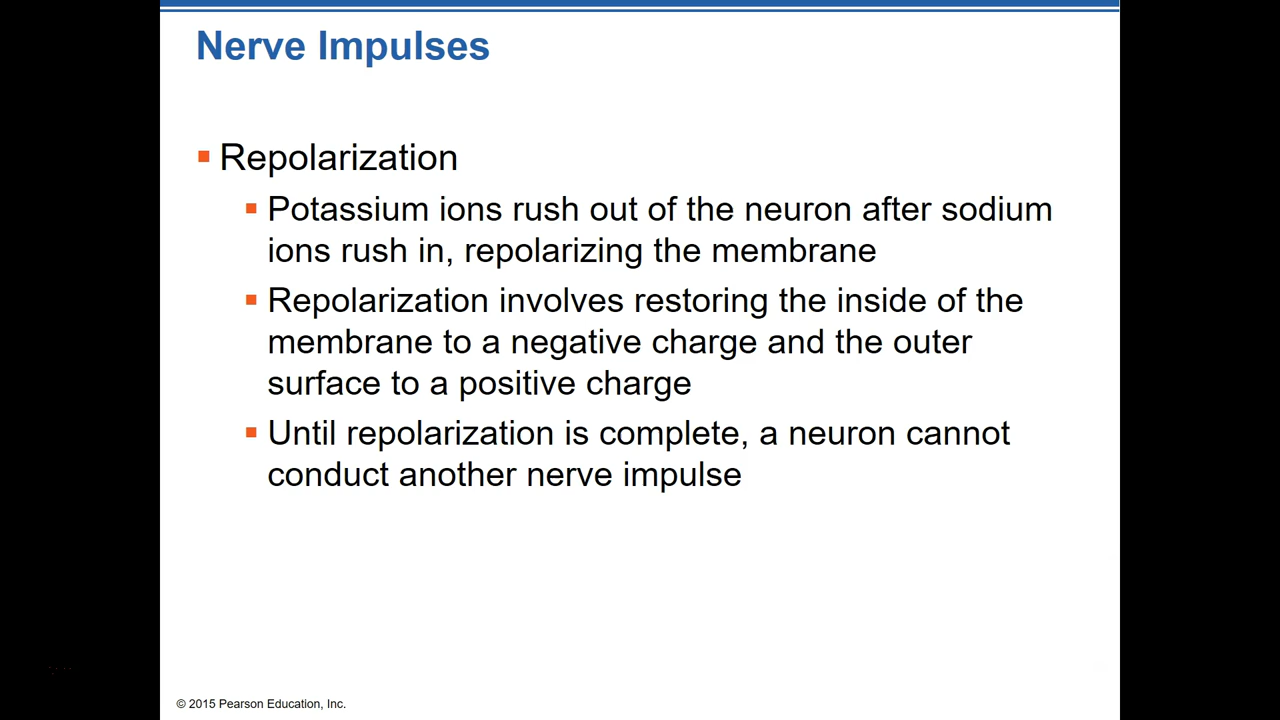 Nerve Impulses
Repolarization
Potassium ions rush out of the neuron after sodium
ions rush in, repolarizing the membrane
Repolarization involves restoring the inside of the
membrane to a negative charge and the outer
surface to a positive charge
Until repolarization is complete, a neuron cannot
conduct another nerve impulse
© 2015 Pearson Education, Inc.